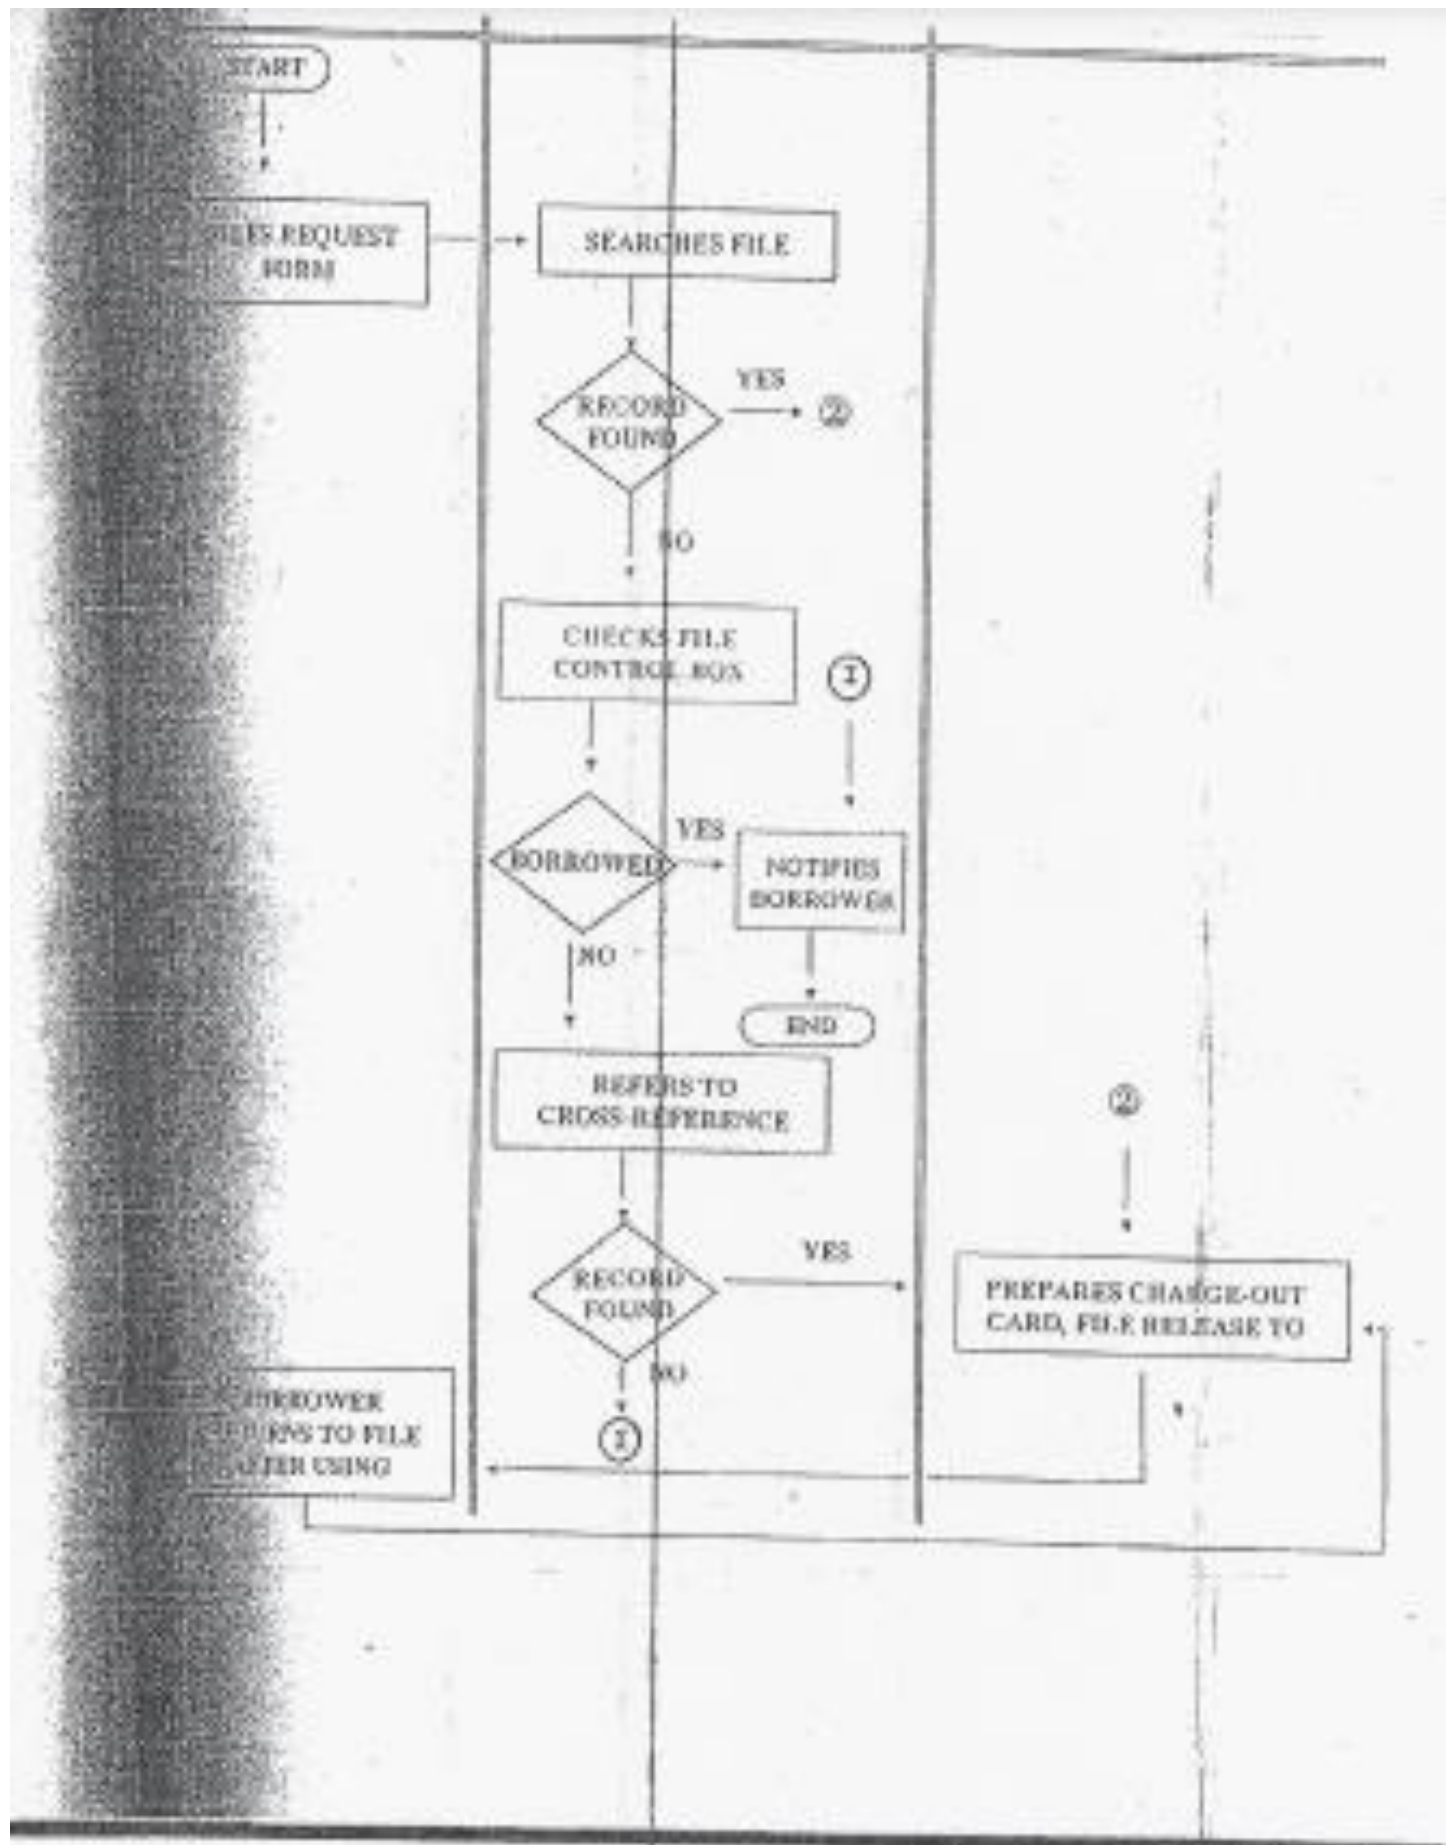 START
REQUEST
FORM
SEARCHES FILE
RECORD
FOUND
YES
②
NO
CHECKS FILE
CONTROL BOX
1
BORROWED
YES
NOTIFIES
BORROWER
NO
END
REFERS TO
CROSS-REFERENCE
②
RECORD
FOUND
YES
PREPARES CHARGE-OUT
CARD, FILE RELEASE TO
NO
1
BORROWER
TO FILE
AFTER USING